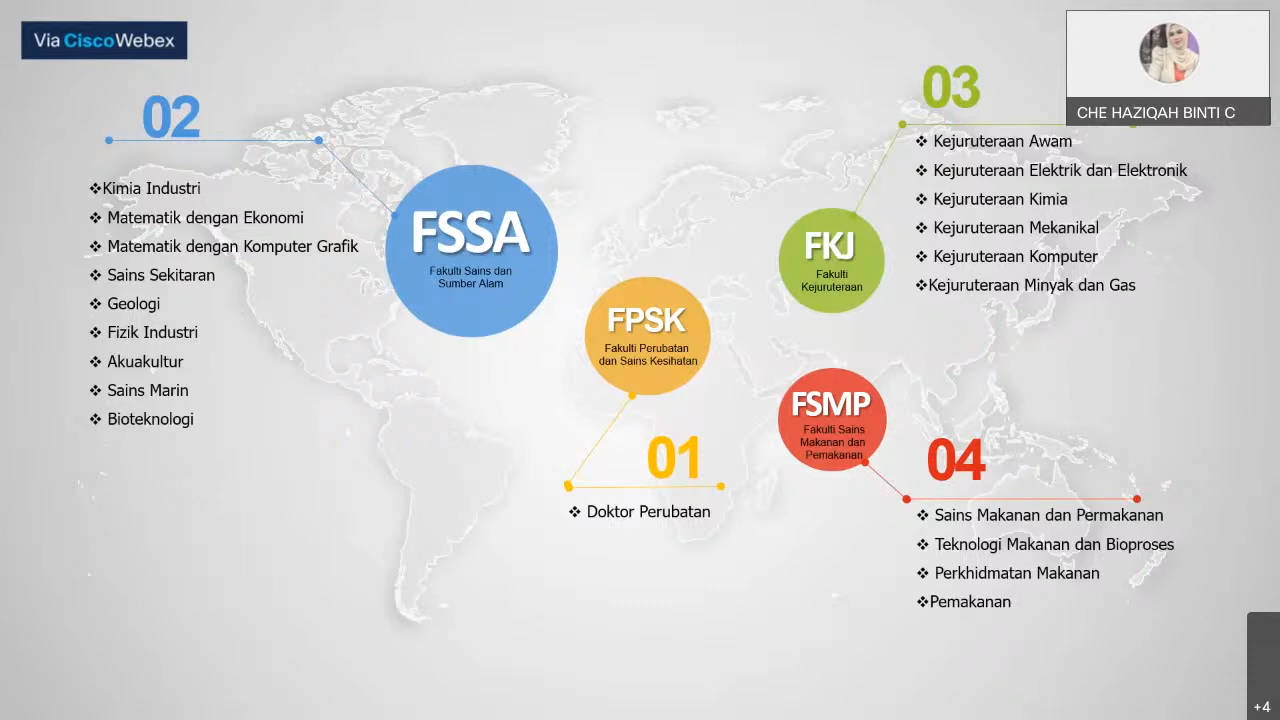 Via CiscoWebex
CHE HAZIQAH BINTI C
02
❖Kimia Industri
❖ Matematik dengan Ekonomi
❖ Matematik dengan Komputer Grafik
❖ Sains Sekitaran
❖ Geologi
❖ Fizik Industri
❖ Akuakultur
❖ Sains Marin
❖ Bioteknologi
FSSA
Fakulti Sains dan
Sumber Alam
FPSK
Fakulti Perubatan
dan Sains Kesihatan
01
❖ Doktor Perubatan
03
❖ Kejuruteraan Awam
❖ Kejuruteraan Elektrik dan Elektronik
❖ Kejuruteraan Kimia
❖ Kejuruteraan Mekanikal
❖ Kejuruteraan Komputer
❖Kejuruteraan Minyak dan Gas
FKJ
Fakulti
Kejuruteraan
FSMP
Fakulti Sains
Makanan dan
Pemakanan
04
❖ Sains Makanan dan Permakanan
❖ Teknologi Makanan dan Bioproses
❖ Perkhidmatan Makanan
❖Pemakanan
+4